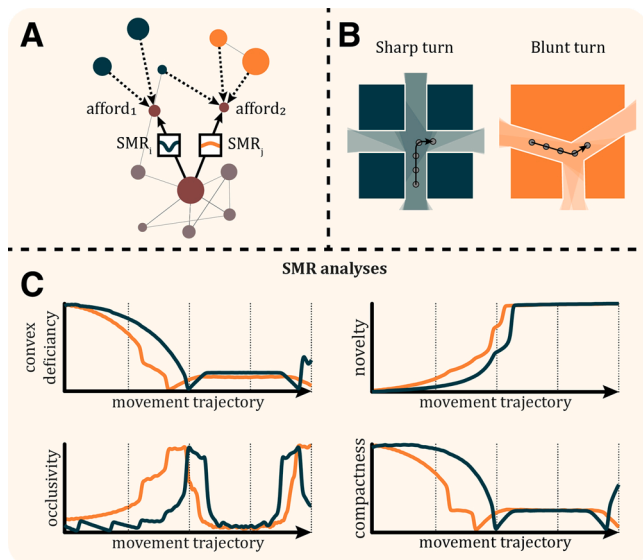 A
afford₁
afford₂
SMRᵢ
SMRⱼ
B
Sharp turn
Blunt turn
SMR analyses
C
convex
deficiancy
movement trajectory
novelty
movement trajectory
occlusivity
movement trajectory
compactness
movement trajectory